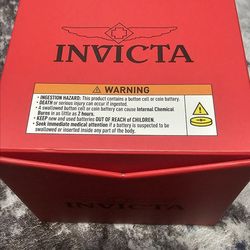 INVICTA
WARNING
• INGESTION HAZARD: This product contains a button cell or coin battery.
• DEATH or serious injury can occur if ingested.
• A swallowed button cell or coin battery can cause Internal Chemical
Burns in as little as 2 hours.
• KEEP new and used batteries OUT OF REACH of CHILDREN.
• Seek immediate medical attention if a battery is suspected to be
swallowed or inserted inside any part of the body.
INVICTA